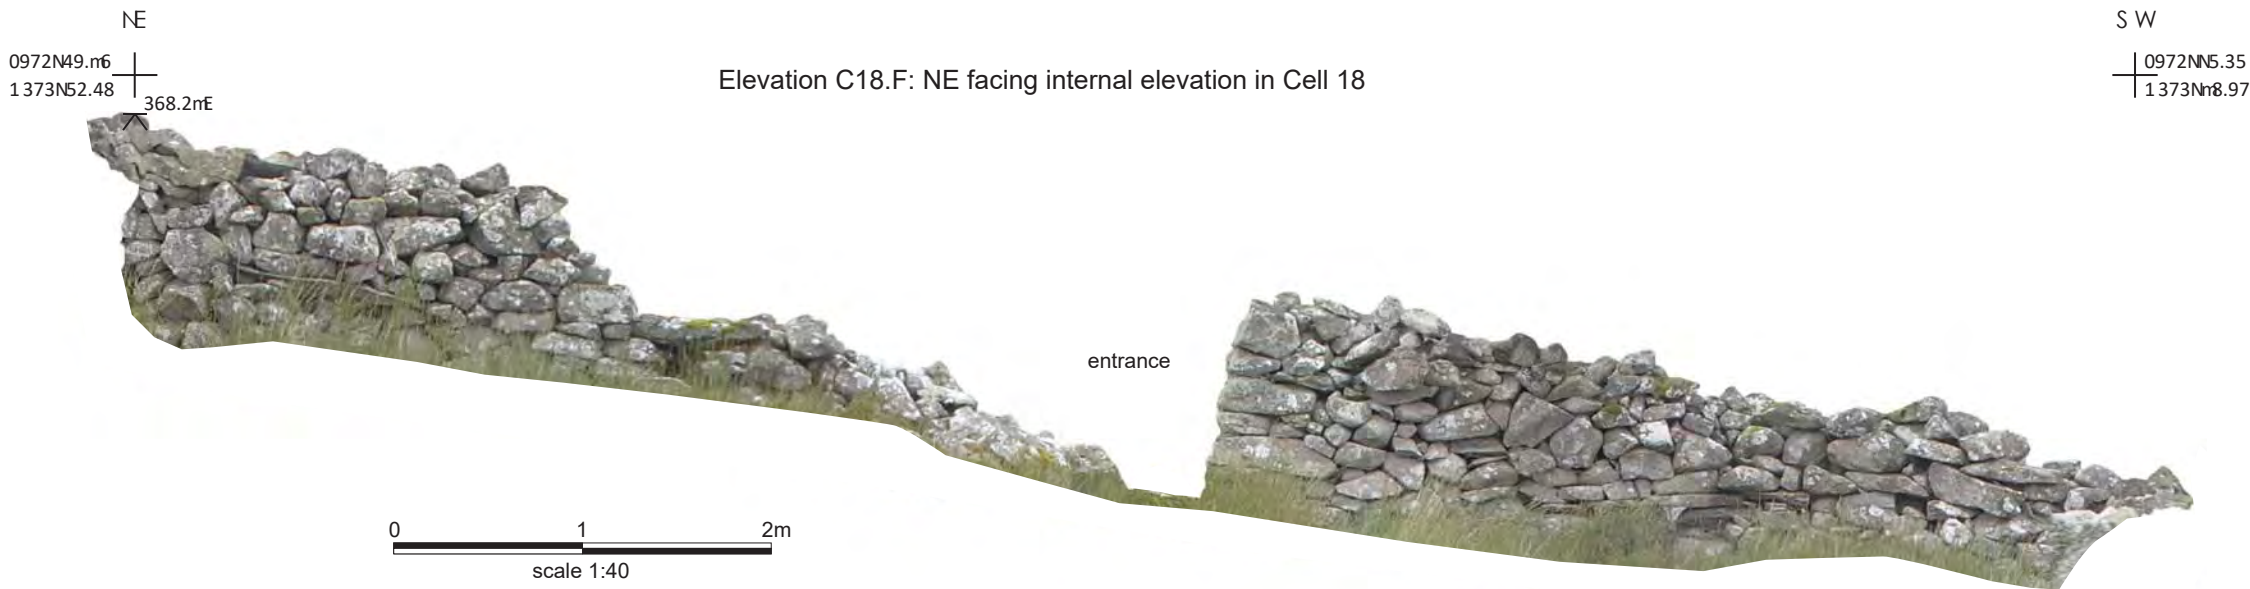 NE
S W
0972N49.m6
1373N52.48
368.2mE
Elevation C18.F: NE facing internal elevation in Cell 18
0972NN5.35
1373Nm8.97
entrance
0 1 2m
scale 1:40